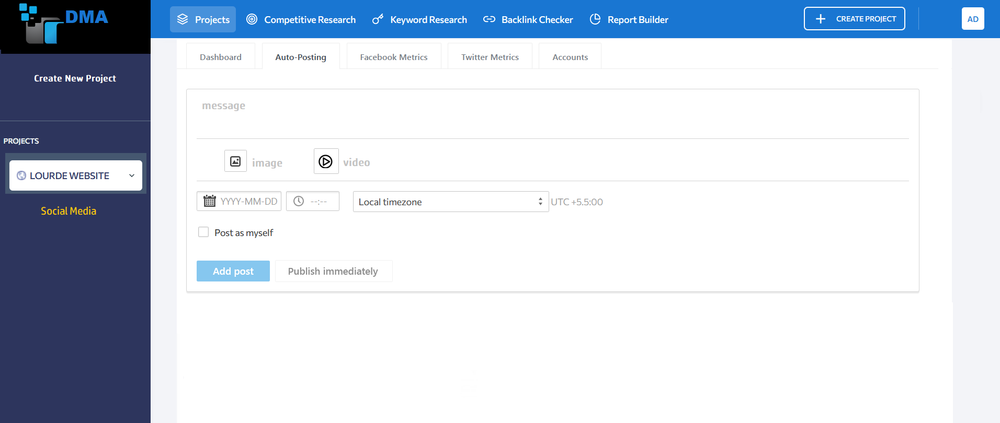 DMA
Projects Competitive Research Keyword Research Backlink Checker Report Builder CREATE PROJECT AD
Dashboard Auto-Posting Facebook Metrics Twitter Metrics Accounts
Create New Project
PROJECTS
LOURDE WEBSITE
Social Media
message
image video
YYYY-MM-DD --:-- Local timezone UTC +5.5:00
Post as myself
Add post Publish immediately